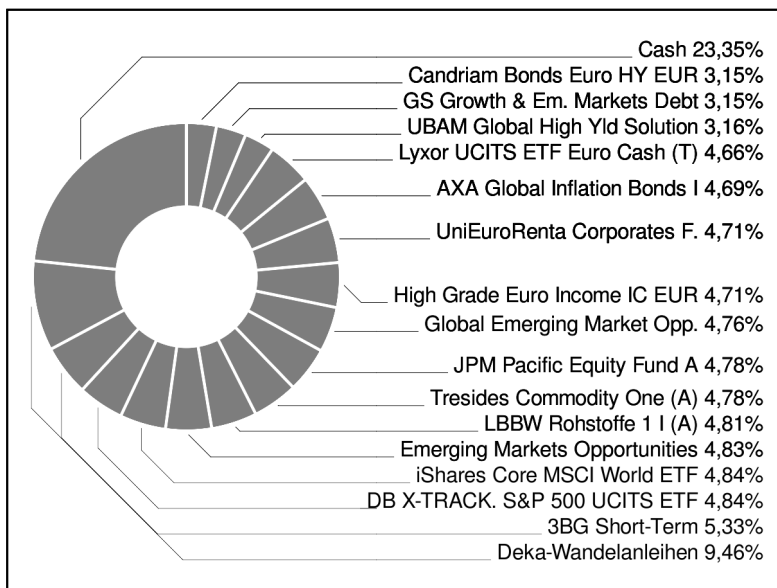 Cash 23,35%
Candriam Bonds Euro HY EUR 3,15%
GS Growth & Em. Markets Debt 3,15%
UBAM Global High Yld Solution 3,16%
Lyxor UCITS ETF Euro Cash (T) 4,66%
AXA Global Inflation Bonds I 4,69%
UniEuroRenta Corporates F. 4,71%
High Grade Euro Income IC EUR 4,71%
Global Emerging Market Opp. 4,76%
JPM Pacific Equity Fund A 4,78%
Tresides Commodity One (A) 4,78%
LBBW Rohstoffe 1 I (A) 4,81%
Emerging Markets Opportunities 4,83%
iShares Core MSCI World ETF 4,84%
DB X-TRACK. S&P 500 UCITS ETF 4,84%
3BG Short-Term 5,33%
Deka-Wandelanleihen 9,46%